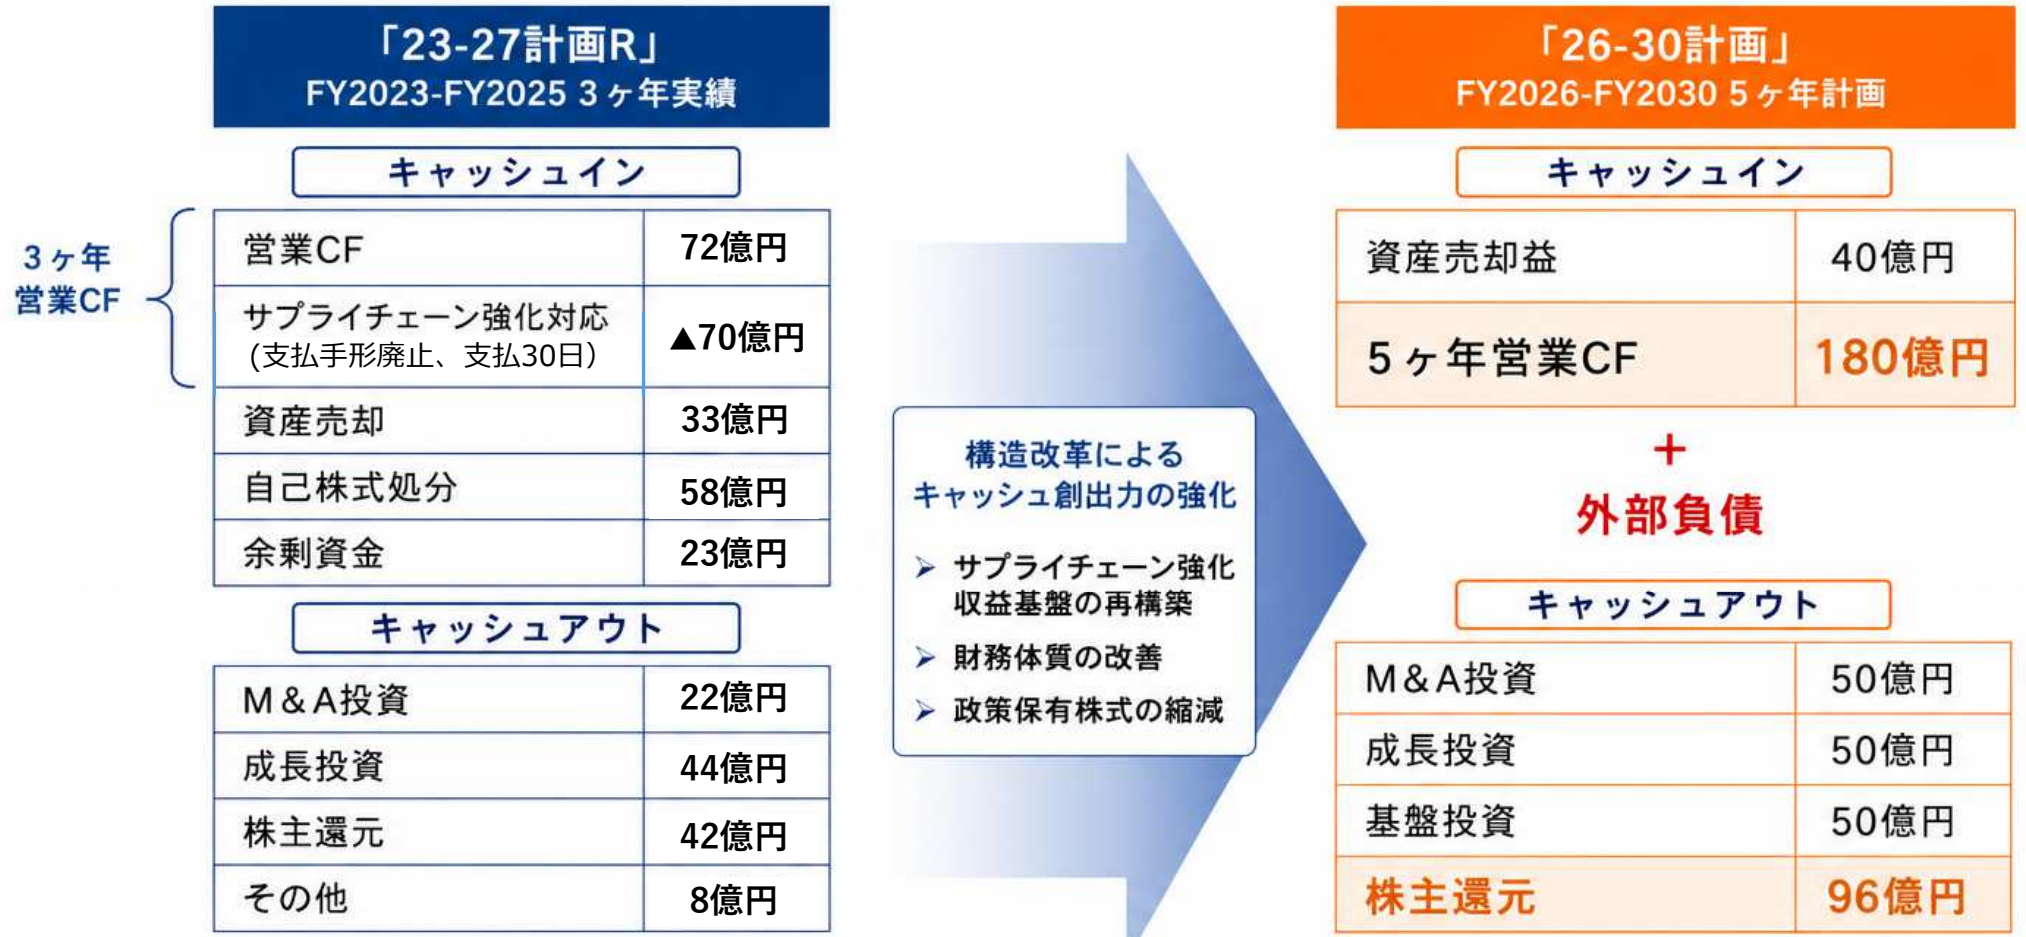 「23-27計画R」
FY2023-FY2025 3ヶ年実績
キャッシュイン
3ヶ年
営業CF
営業CF 72億円
サプライチェーン強化対応
(支払手形廃止、支払30日) ▲70億円
資産売却 33億円
自己株式処分 58億円
余剰資金 23億円
キャッシュアウト
M&A投資 22億円
成長投資 44億円
株主還元 42億円
その他 8億円
構造改革による
キャッシュ創出力の強化
➢ サプライチェーン強化
収益基盤の再構築
➢ 財務体質の改善
➢ 政策保有株式の縮減
「26-30計画」
FY2026-FY2030 5ヶ年計画
キャッシュイン
資産売却益 40億円
5ヶ年営業CF 180億円
+
外部負債
キャッシュアウト
M&A投資 50億円
成長投資 50億円
基盤投資 50億円
株主還元 96億円